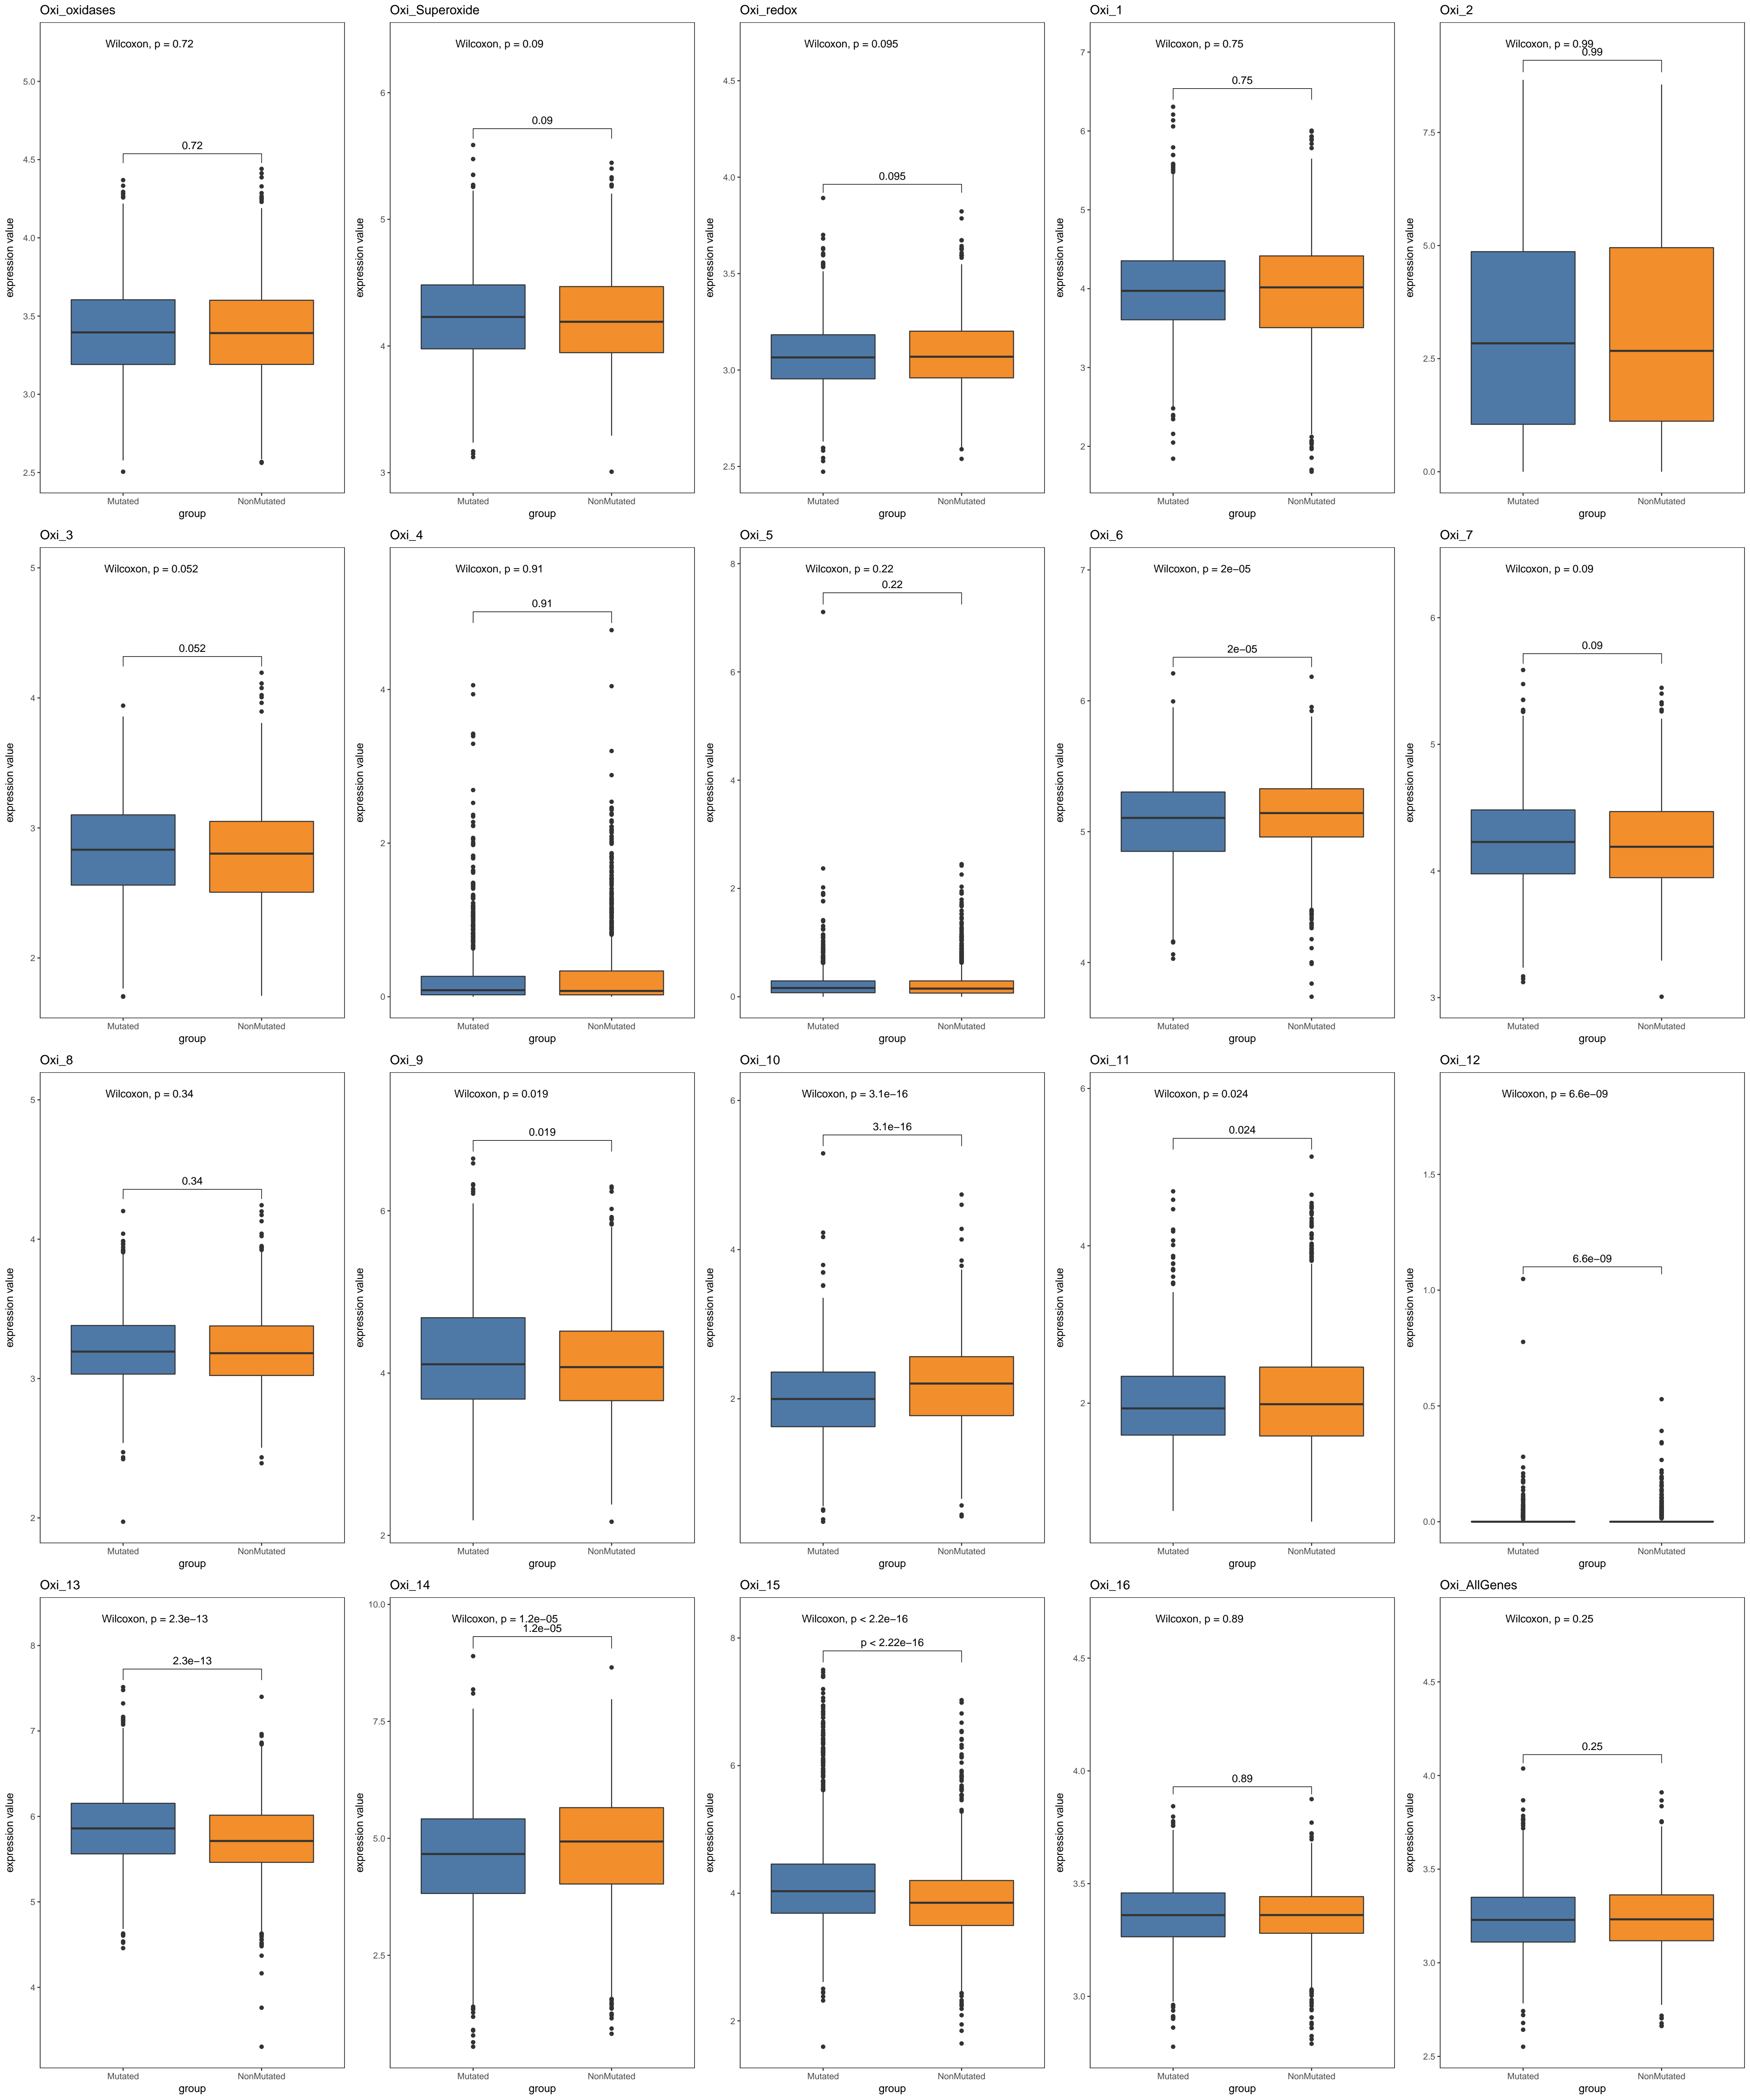 Oxi_oxidases
Wilcoxon, p = 0.72
0.72
5.0
4.5
4.0
3.5
3.0
2.5
expression value
Mutated
NonMutated
group
Oxi_Superoxide
Wilcoxon, p = 0.09
0.09
6
5
4
3
expression value
Mutated
NonMutated
group
Oxi_redox
Wilcoxon, p = 0.095
0.095
4.5
4.0
3.5
3.0
2.5
expression value
Mutated
NonMutated
group
Oxi_1
Wilcoxon, p = 0.75
0.75
7
6
5
4
3
2
expression value
Mutated
NonMutated
group
Oxi_2
Wilcoxon, p = 0.99
0.99
7.5
5.0
2.5
0.0
expression value
Mutated
NonMutated
group
Oxi_3
Wilcoxon, p = 0.052
0.052
5
4
3
2
expression value
Mutated
NonMutated
group
Oxi_4
Wilcoxon, p = 0.91
0.91
4
2
0
expression value
Mutated
NonMutated
group
Oxi_5
Wilcoxon, p = 0.22
0.22
8
6
4
2
0
expression value
Mutated
NonMutated
group
Oxi_6
Wilcoxon, p = 2e−05
2e−05
7
6
5
4
expression value
Mutated
NonMutated
group
Oxi_7
Wilcoxon, p = 0.09
0.09
6
5
4
3
expression value
Mutated
NonMutated
group
Oxi_8
Wilcoxon, p = 0.34
0.34
5
4
3
2
expression value
Mutated
NonMutated
group
Oxi_9
Wilcoxon, p = 0.019
0.019
6
4
2
expression value
Mutated
NonMutated
group
Oxi_10
Wilcoxon, p = 3.1e−16
3.1e−16
6
4
2
expression value
Mutated
NonMutated
group
Oxi_11
Wilcoxon, p = 0.024
0.024
6
4
2
expression value
Mutated
NonMutated
group
Oxi_12
Wilcoxon, p = 6.6e−09
6.6e−09
1.5
1.0
0.5
0.0
expression value
Mutated
NonMutated
group
Oxi_13
Wilcoxon, p = 2.3e−13
2.3e−13
8
7
6
5
4
expression value
Mutated
NonMutated
group
Oxi_14
Wilcoxon, p = 1.2e−05
1.2e−05
10.0
7.5
5.0
2.5
expression value
Mutated
NonMutated
group
Oxi_15
Wilcoxon, p < 2.2e−16
p < 2.22e−16
8
6
4
2
expression value
Mutated
NonMutated
group
Oxi_16
Wilcoxon, p = 0.89
0.89
4.5
4.0
3.5
3.0
expression value
Mutated
NonMutated
group
Oxi_AllGenes
Wilcoxon, p = 0.25
0.25
4.5
4.0
3.5
3.0
2.5
expression value
Mutated
NonMutated
group